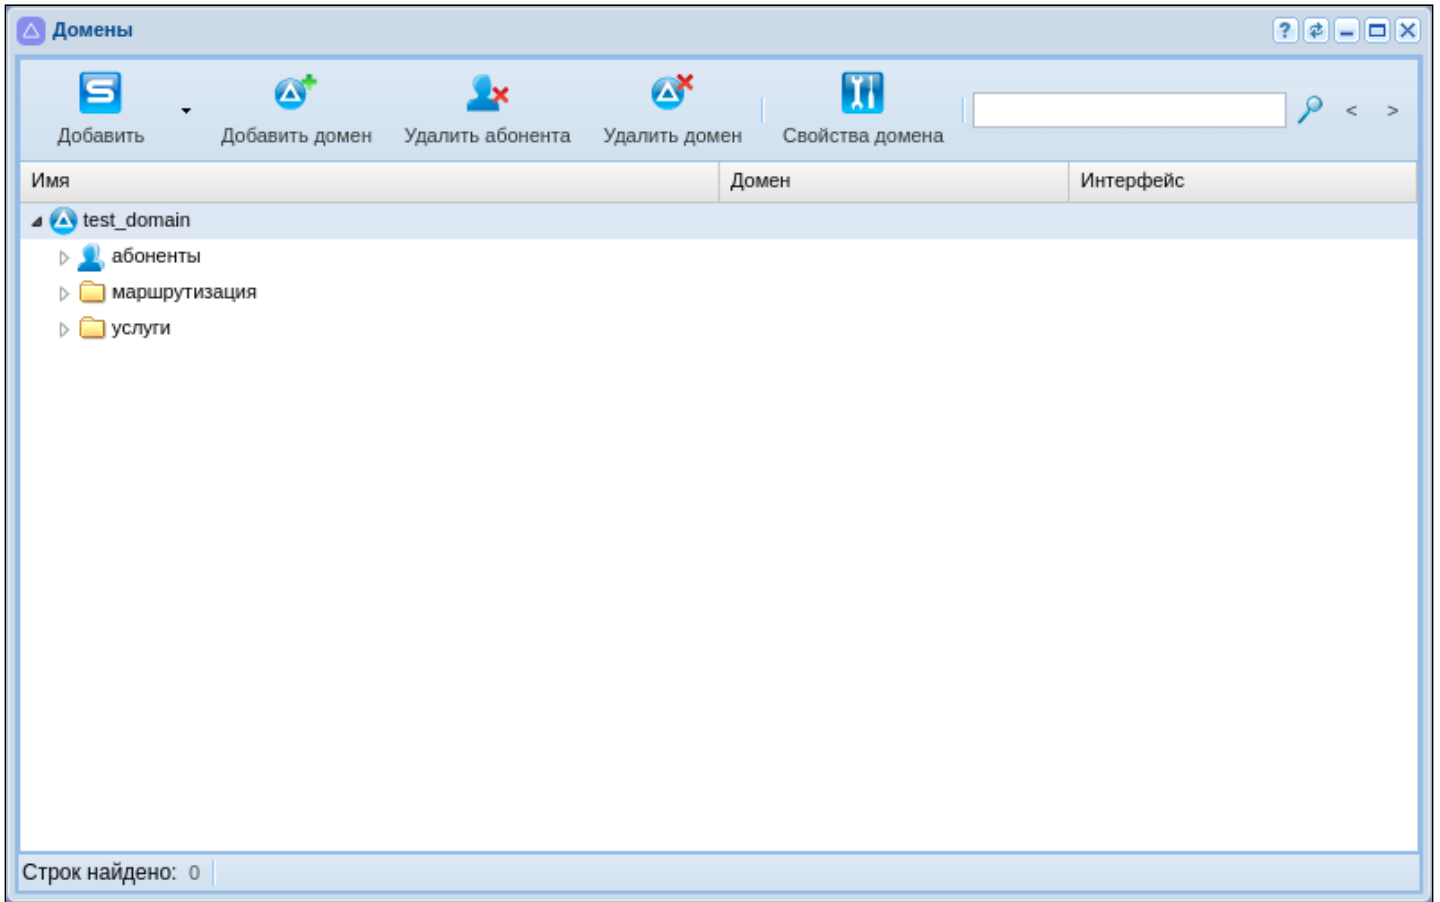 Домены
Добавить Добавить домен Удалить абонента Удалить домен Свойства домена < >
Имя Домен Интерфейс
test_domain
абоненты
маршрутизация
услуги
Строк найдено: 0